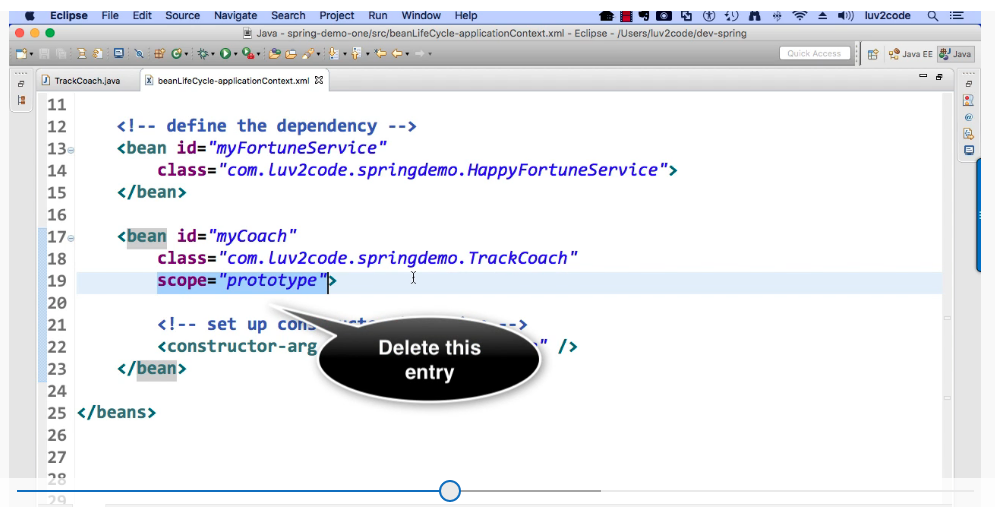 Eclipse File Edit Source Navigate Search Project Run Window Help luv2code
Java - spring-demo-one/src/beanLifeCycle-applicationContext.xml - Eclipse - /Users/luv2code/dev-spring
Quick Access Java EE Java
TrackCoach.java beanLifeCycle-applicationContext.xml
11
12 <!-- define the dependency -->
13 <bean id="myFortuneService"
14 class="com.luv2code.springdemo.HappyFortuneService">
15 </bean>
16
17 <bean id="myCoach"
18 class="com.luv2code.springdemo.TrackCoach"
19 scope="prototype">
20
21 <!-- set up -->
22 <constructor-arg " />
23 </bean>
24
25 </beans>
26
27
28
29
Delete this
entry